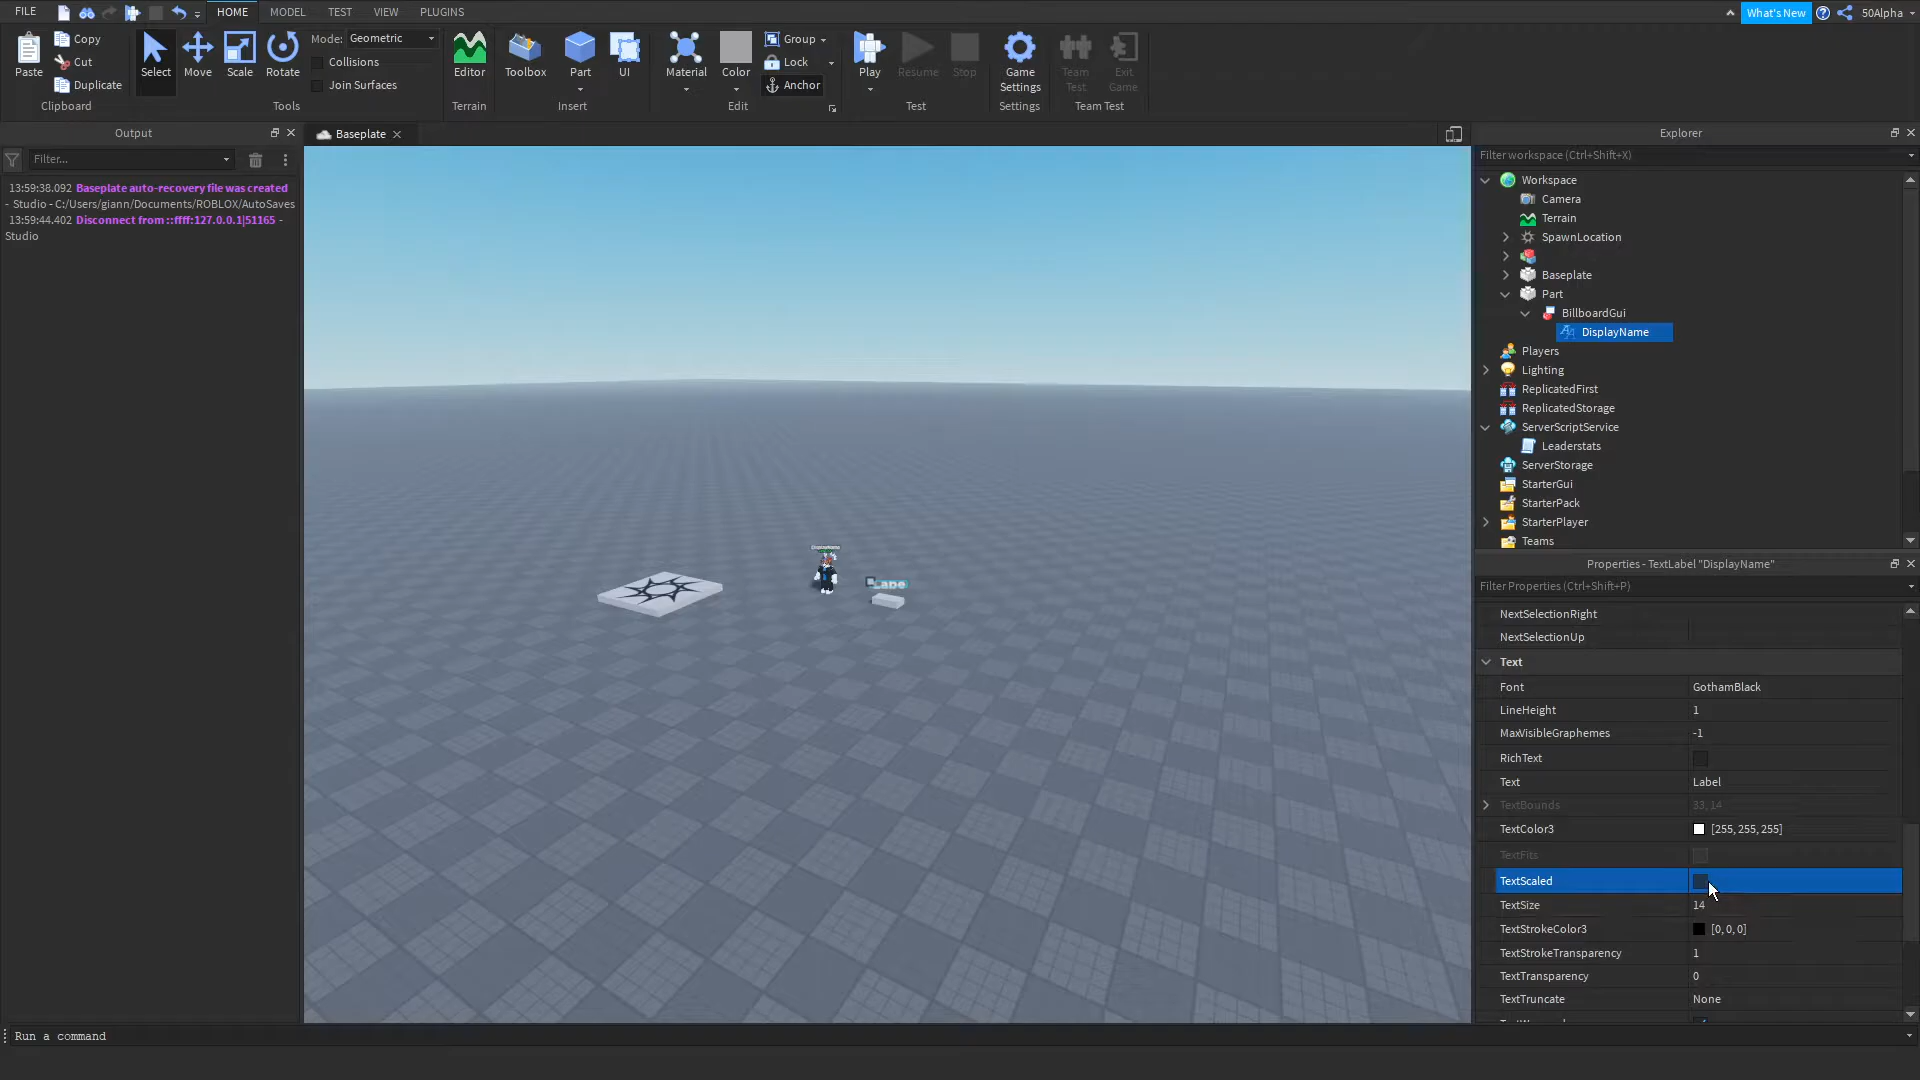 FILE HOME MODEL TEST VIEW PLUGINS What's New 50Alpha
Paste Copy Cut Duplicate Clipboard
Select Move Scale Rotate Mode: Geometric Collisions Join Surfaces Tools
Editor Terrain
Toolbox Part UI Insert
Material Color Group Lock Anchor Edit
Play Resume Stop Test
Game Settings Settings
Team Test Exit Game Team Test
Output
Filter...
13:59:38.092 Baseplate auto-recovery file was created
- Studio - C:/Users/giann/Documents/ROBLOX/AutoSaves
13:59:44.402 Disconnect from ::ffff:127.0.0.1|51165 -
Studio
Baseplate
DisplayName
Explorer
Filter workspace (Ctrl+Shift+X)
Workspace
Camera
Terrain
SpawnLocation
Baseplate
Part
BillboardGui
DisplayName
Players
Lighting
ReplicatedFirst
ReplicatedStorage
ServerScriptService
Leaderstats
ServerStorage
StarterGui
StarterPack
StarterPlayer
Teams
Properties - TextLabel "DisplayName"
Filter Properties (Ctrl+Shift+P)
NextSelectionRight
NextSelectionUp
Text
Font GothamBlack
LineHeight 1
MaxVisibleGraphemes -1
RichText
Text Label
TextBounds 33, 14
TextColor3 [255, 255, 255]
TextFits
TextScaled
TextSize 14
TextStrokeColor3 [0, 0, 0]
TextStrokeTransparency 1
TextTransparency 0
TextTruncate None
Run a command